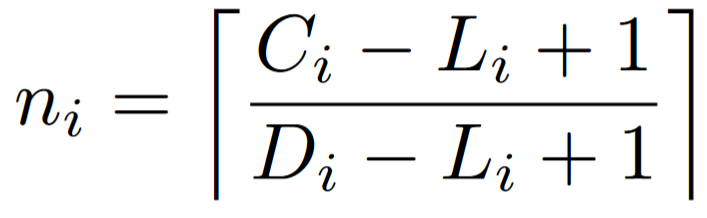 n_i = \left\lceil \frac{C_i - L_i + 1}{D_i - L_i + 1} \right\rceil